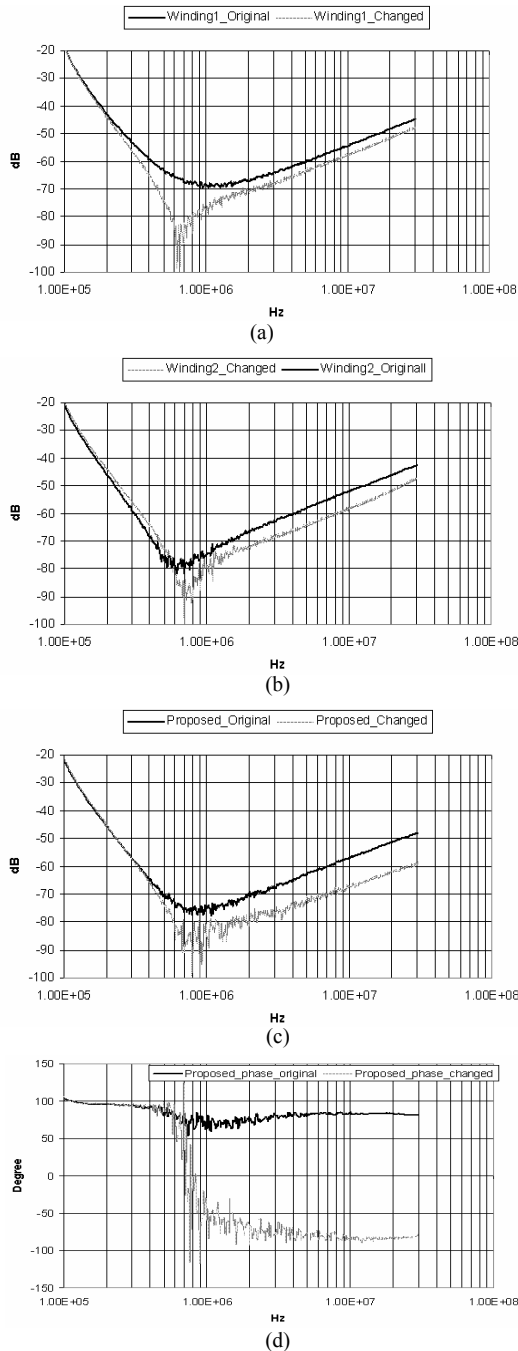 Winding1_Original Winding1_Changed
-20
-30
-40
-50
-60
-70
-80
-90
-100
dB
1.00E+05 1.00E+06 1.00E+07 1.00E+08
Hz
(a)
Winding2_Changed Winding2_Originall
-20
-30
-40
-50
-60
-70
-80
-90
-100
dB
1.00E+05 1.00E+06 1.00E+07 1.00E+08
Hz
(b)
Proposed_Original Proposed_Changed
-20
-30
-40
-50
-60
-70
-80
-90
-100
dB
1.00E+05 1.00E+06 1.00E+07 1.00E+08
Hz
(c)
Proposed_phase_original Proposed_phase_changed
150
100
50
0
-50
-100
-150
Degree
1.00E+05 1.00E+06 1.00E+07 1.00E+08
Hz
(d)